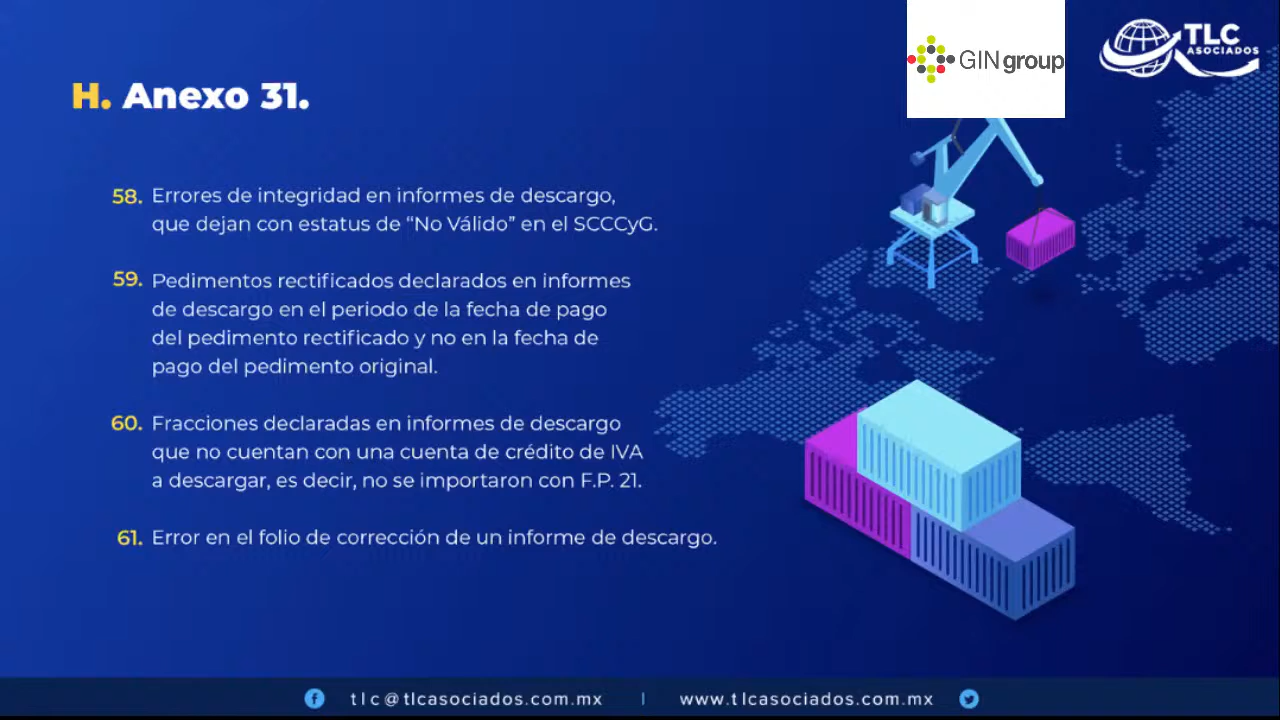 GINgroup
TLC
ASOCIADOS
H. Anexo 31.
58. Errores de integridad en informes de descargo,
que dejan con estatus de “No Válido” en el SCCCyG.
59. Pedimentos rectificados declarados en informes
de descargo en el periodo de la fecha de pago
del pedimento rectificado y no en la fecha de
pago del pedimento original.
60. Fracciones declaradas en informes de descargo
que no cuentan con una cuenta de crédito de IVA
a descargar, es decir, no se importaron con F.P. 21.
61. Error en el folio de corrección de un informe de descargo.
tlc@tlcasociados.com.mx | www.tlcasociados.com.mx